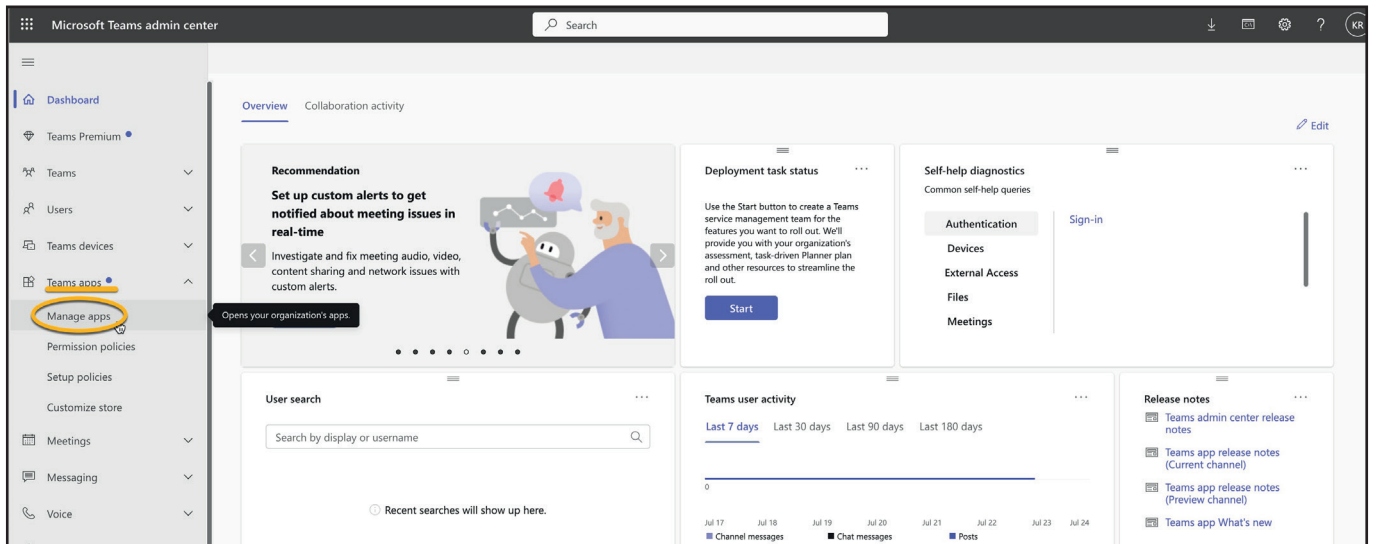 Microsoft Teams admin center
Search
KR
Dashboard
Teams Premium
Teams
Users
Teams devices
Teams apps
Manage apps
Permission policies
Setup policies
Customize store
Meetings
Messaging
Voice
Opens your organization's apps.
Overview
Collaboration activity
Edit
Recommendation
Set up custom alerts to get
notified about meeting issues in
real-time
Investigate and fix meeting audio, video,
content sharing and network issues with
custom alerts.
Deployment task status
Use the Start button to create a Teams
service management team for the
features you want to roll out. We'll
provide you with your organization's
assessment, task-driven Planner plan
and other resources to streamline the
roll out.
Start
Self-help diagnostics
Common self-help queries
Authentication
Devices
External Access
Files
Meetings
Sign-in
User search
Search by display or username
Recent searches will show up here.
Teams user activity
Last 7 days Last 30 days Last 90 days Last 180 days
0
Jul 17 Jul 18 Jul 19 Jul 20 Jul 21 Jul 22 Jul 23 Jul 24
Channel messages Chat messages Posts
Release notes
Teams admin center release
notes
Teams app release notes
(Current channel)
Teams app release notes
(Preview channel)
Teams app What's new